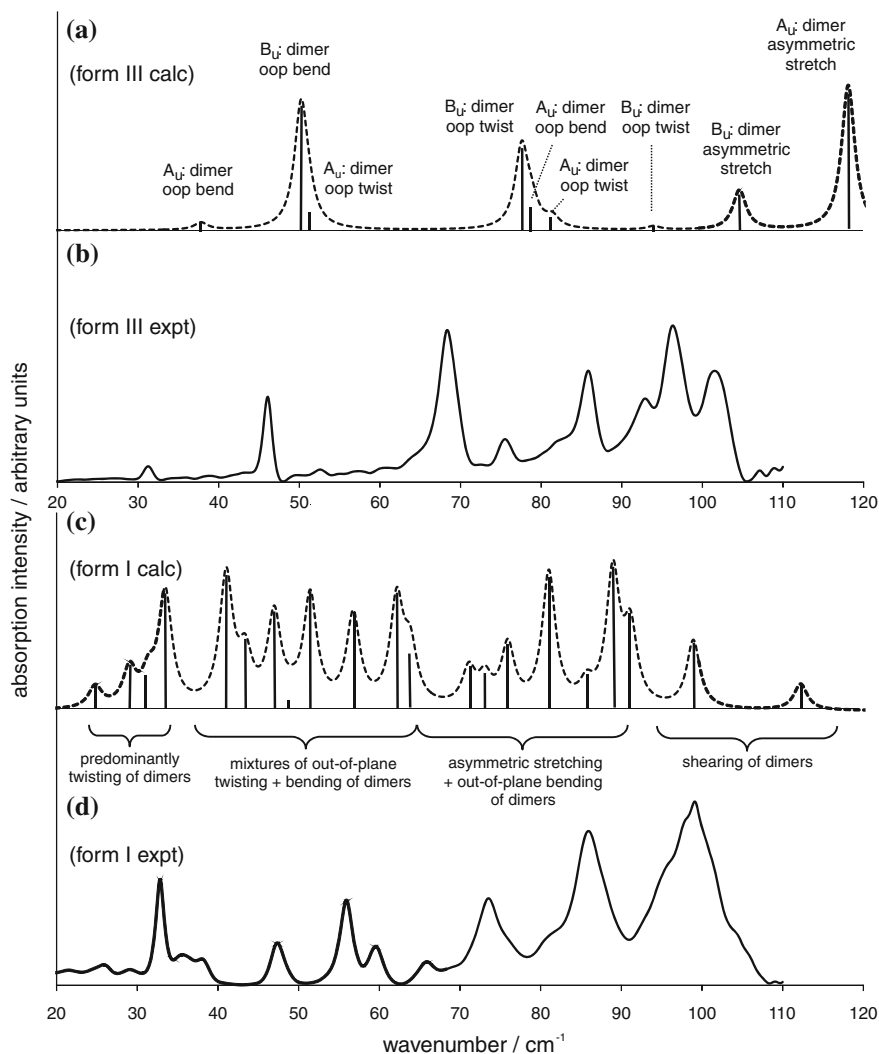 (a)
(form III calc)
Au: dimer
oop bend
Bu: dimer
oop bend
Au: dimer
oop twist
Bu: dimer
oop twist
Au: dimer
oop bend
Au: dimer
oop twist
Bu: dimer
oop twist
Bu: dimer
asymmetric
stretch
Au: dimer
asymmetric
stretch
(b)
(form III expt)
20 30 40 50 60 70 80 90 100 110 120
absorption intensity / arbitrary units
(c)
(form I calc)
predominantly
twisting of dimers
mixtures of out-of-plane
twisting + bending of dimers
asymmetric stretching
+ out-of-plane bending
of dimers
shearing of dimers
(d)
(form I expt)
20 30 40 50 60 70 80 90 100 110 120
wavenumber / cm-1